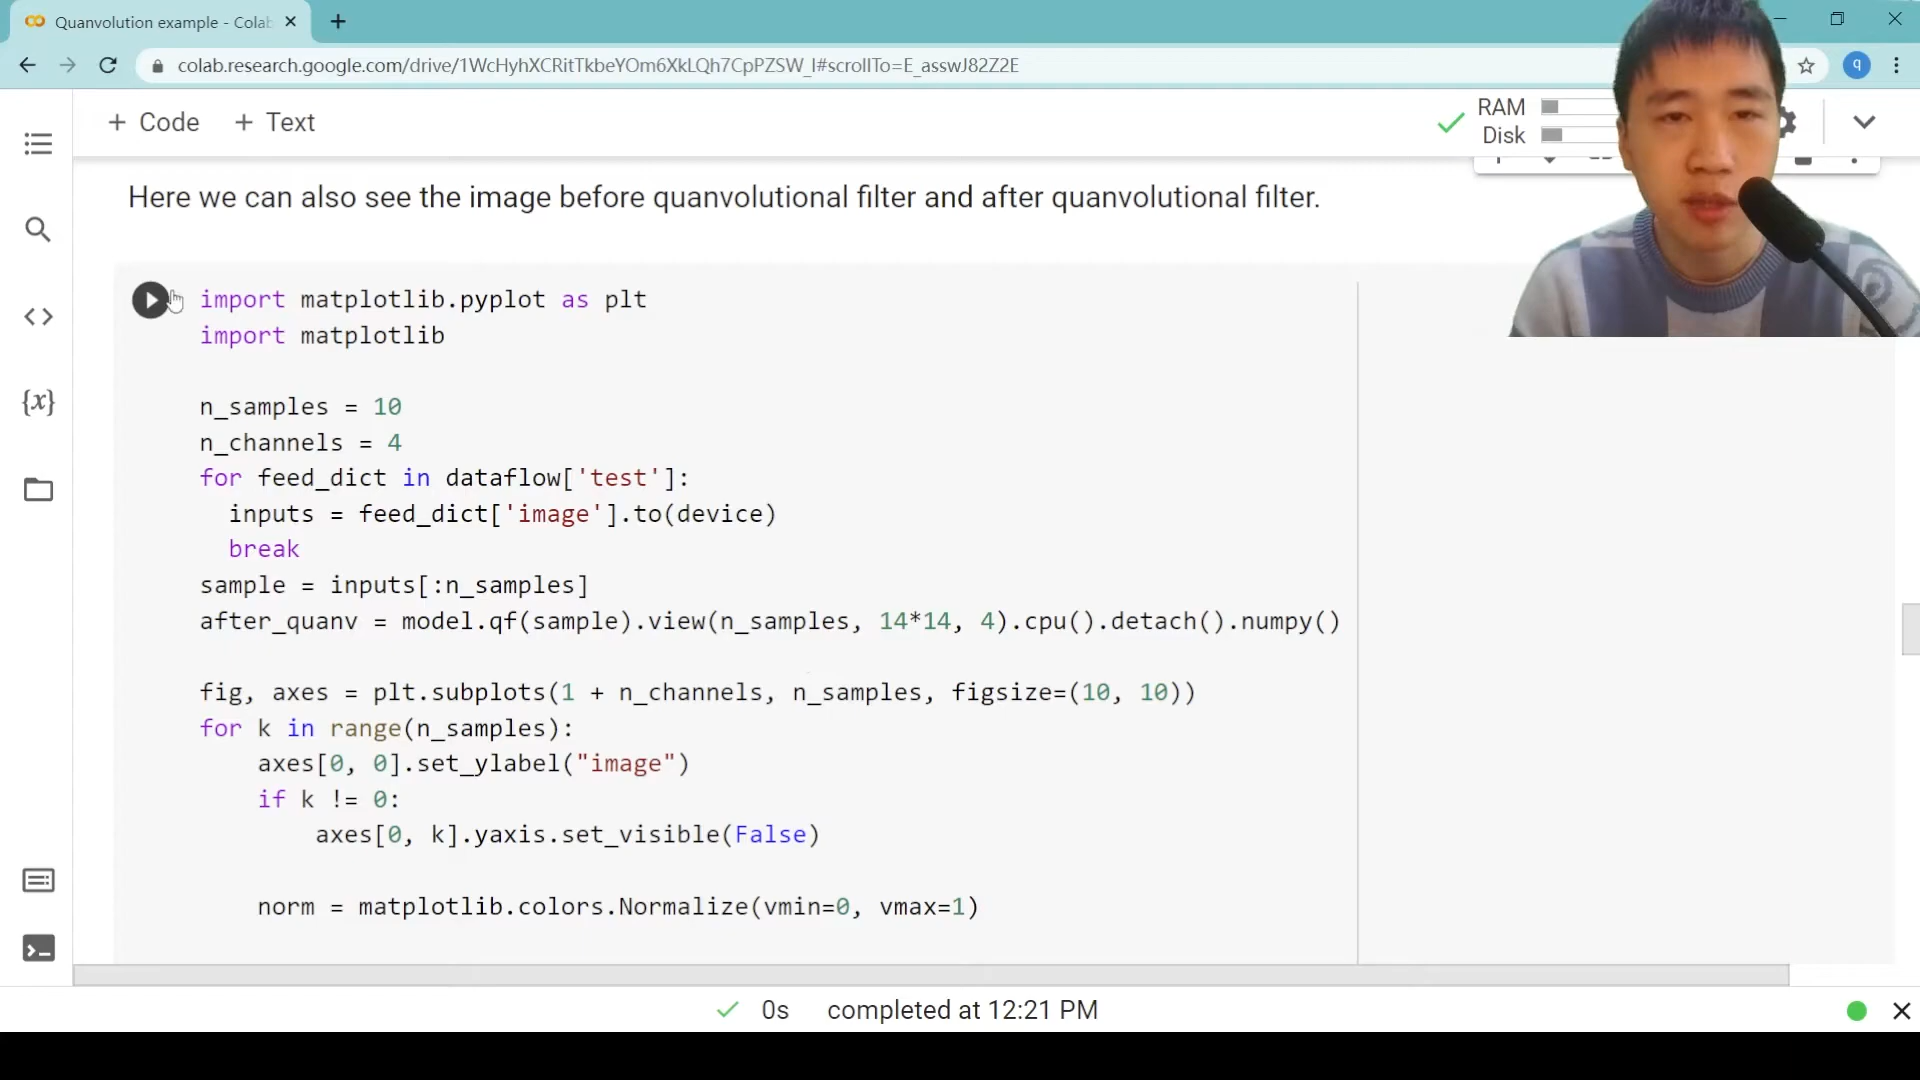 Quanvolution example - Colab
colab.research.google.com/drive/1WcHyhXCRitTkbeYOm6XkLQh7CpPZSW_I#scrollTo=E_asswJ82Z2E
q
+ Code + Text
RAM
Disk
Here we can also see the image before quanvolutional filter and after quanvolutional filter.
import matplotlib.pyplot as plt
import matplotlib
n_samples = 10
n_channels = 4
for feed_dict in dataflow['test']:
inputs = feed_dict['image'].to(device)
break
sample = inputs[:n_samples]
after_quanv = model.qf(sample).view(n_samples, 14*14, 4).cpu().detach().numpy()
fig, axes = plt.subplots(1 + n_channels, n_samples, figsize=(10, 10))
for k in range(n_samples):
axes[0, 0].set_ylabel("image")
if k != 0:
axes[0, k].yaxis.set_visible(False)
norm = matplotlib.colors.Normalize(vmin=0, vmax=1)
{x}
0s completed at 12:21 PM